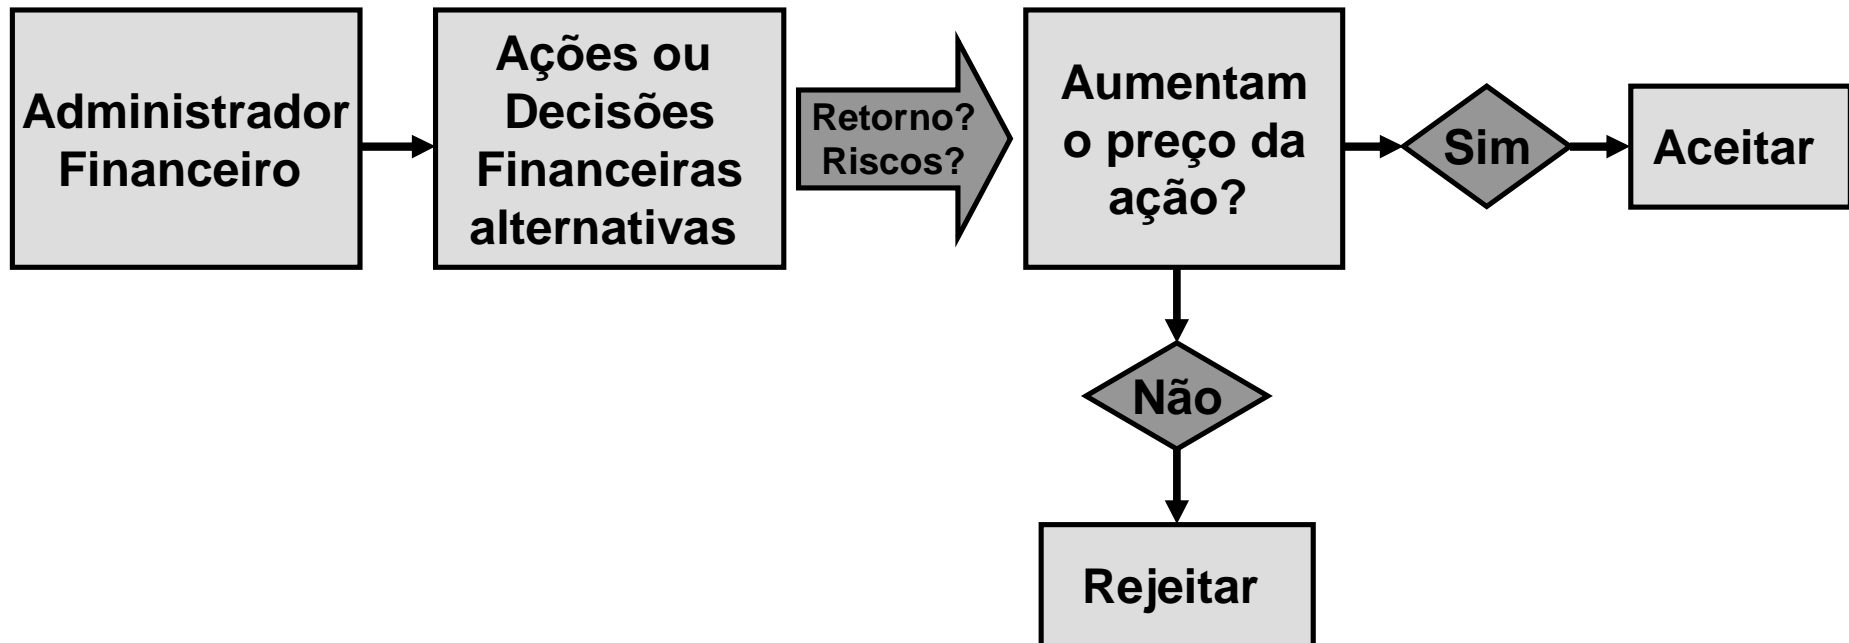 Administrador
Financeiro
Ações ou
Decisões
Financeiras
alternativas
Retorno?
Riscos?
Aumentam
o preço da
ação?
Sim
Aceitar
Não
Rejeitar